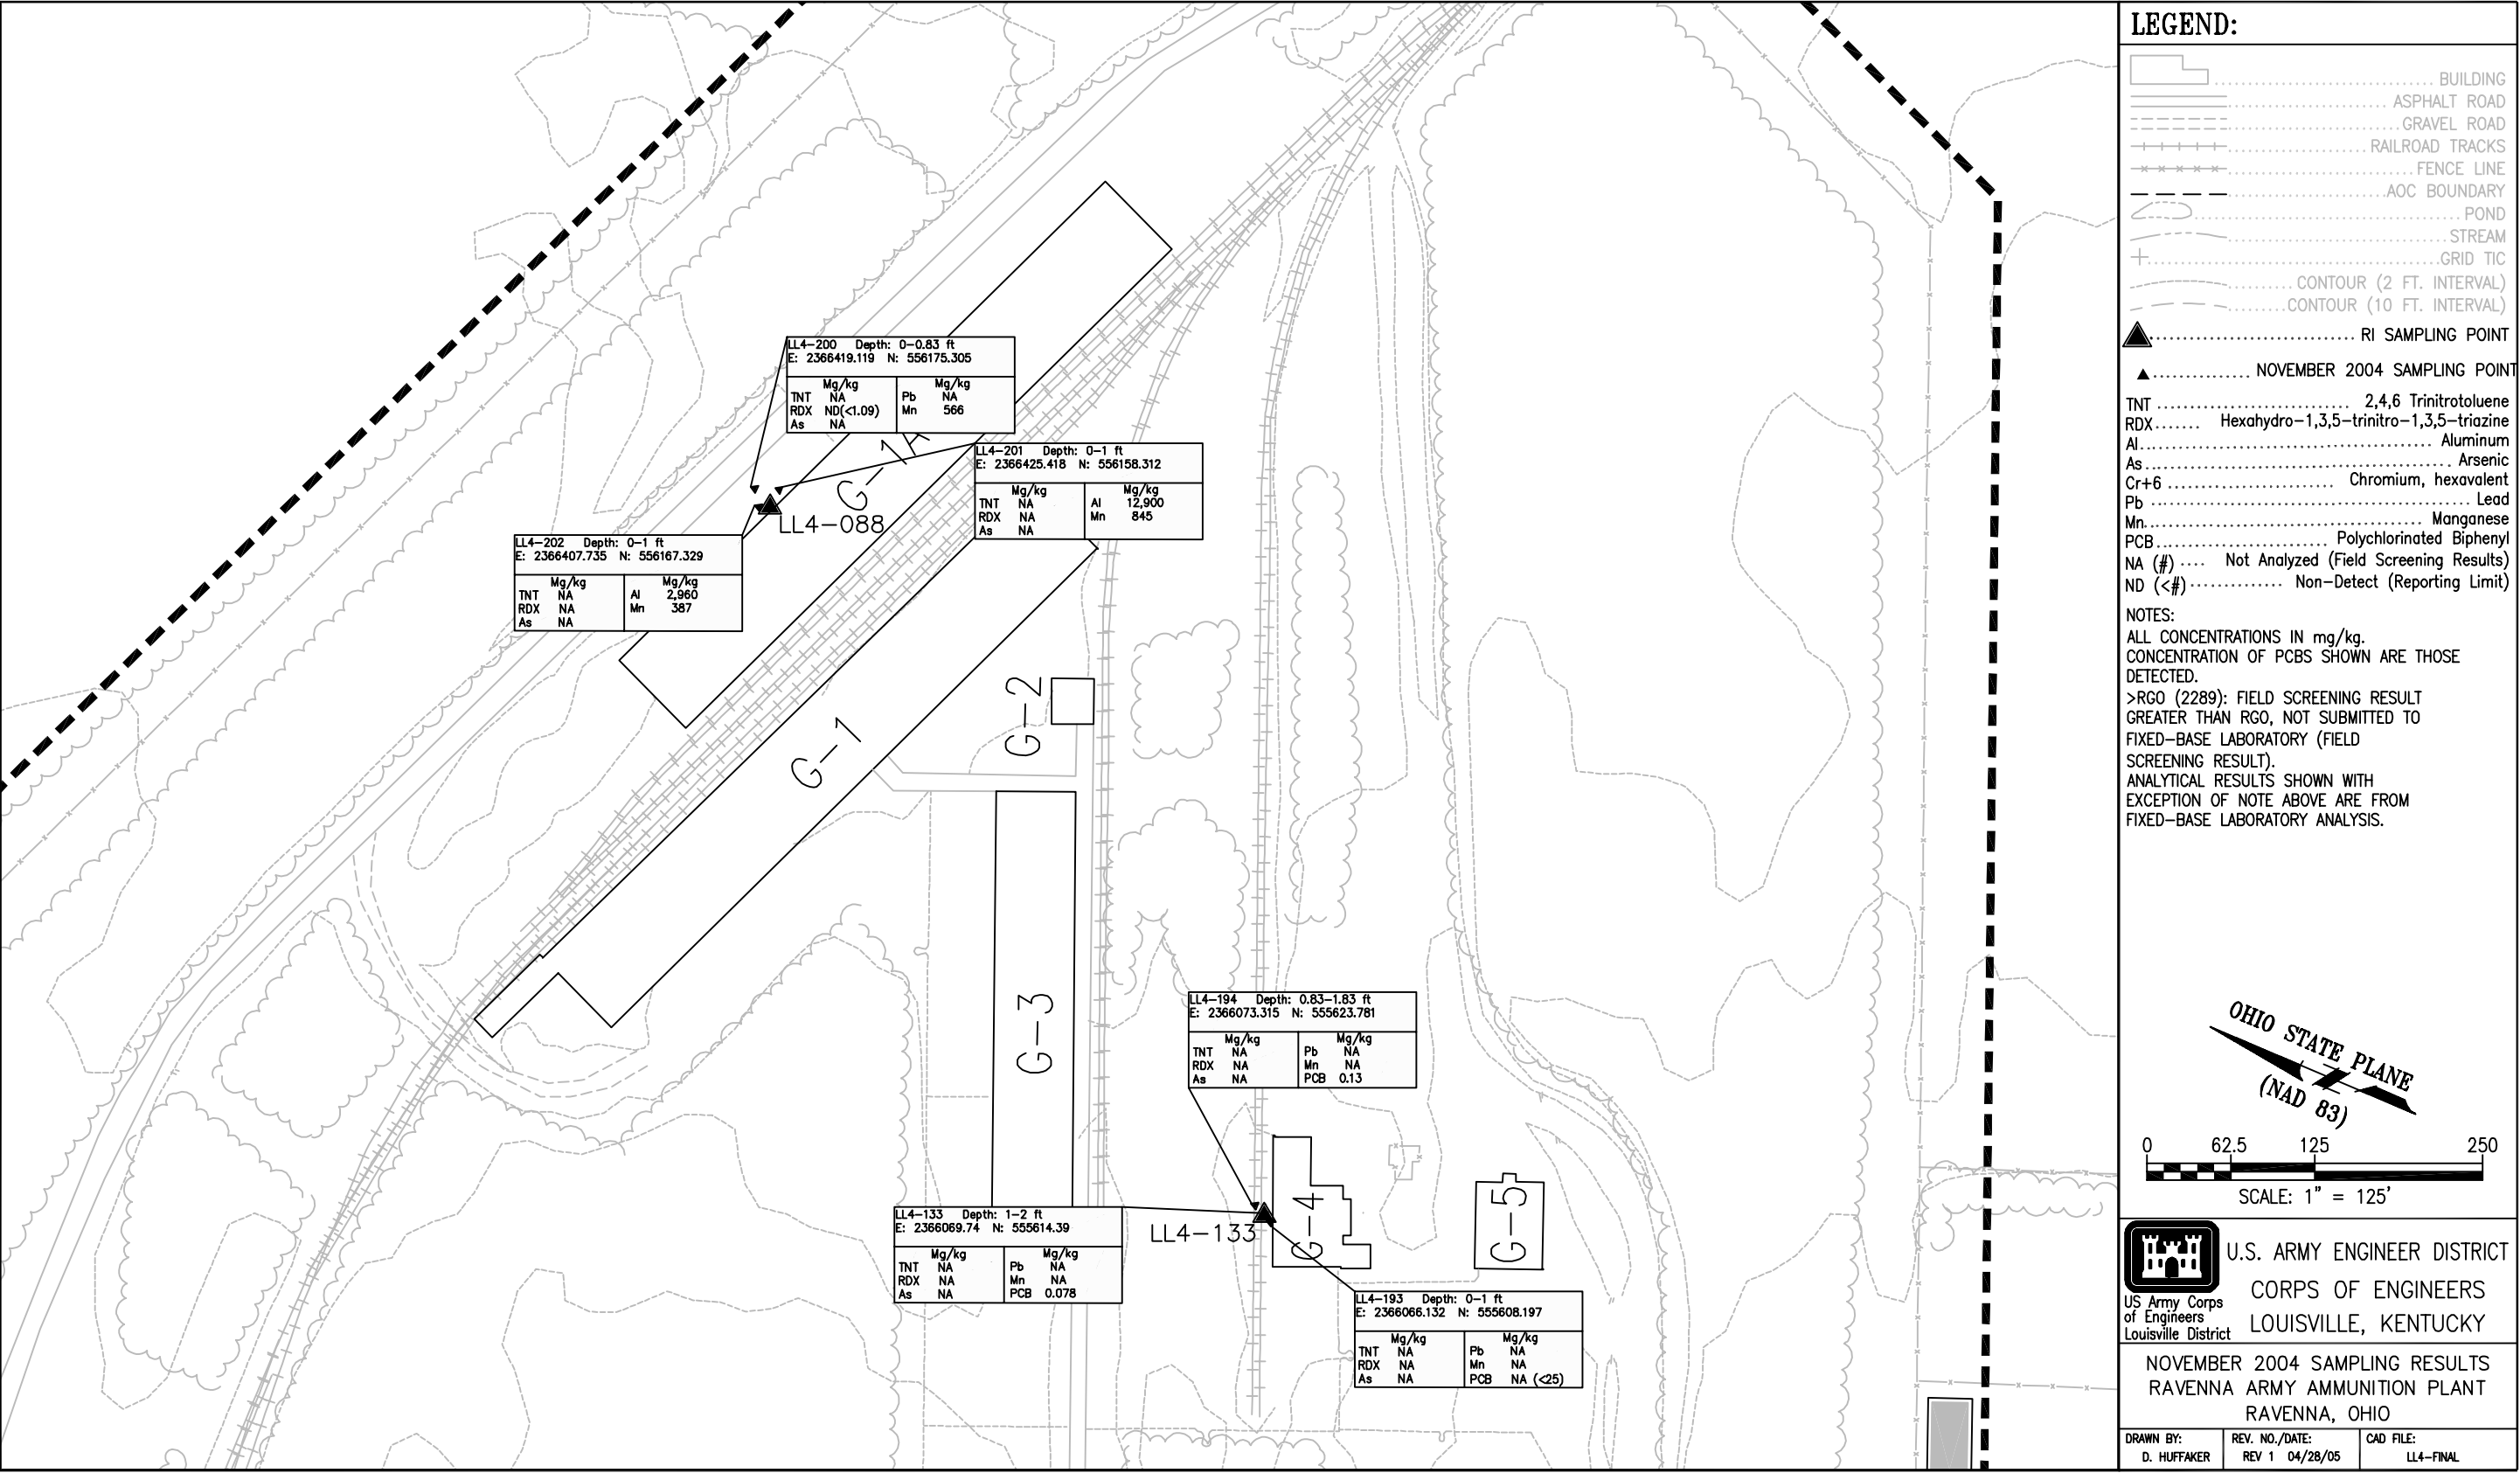 LL4-200 Depth: 0-0.83 ft
E: 2366419.119 N: 556175.305
Mg/kg Mg/kg
TNT NA Pb NA
RDX ND(<1.09) Mn 566
As NA
G-1A
LL4-201 Depth: 0-1 ft
E: 2366425.418 N: 556158.312
Mg/kg Mg/kg
TNT NA Al 12,900
RDX NA Mn 845
As NA
LL4-088
LL4-202 Depth: 0-1 ft
E: 2366407.735 N: 556167.329
Mg/kg Mg/kg
TNT NA Al 2,960
RDX NA Mn 387
As NA
G-2
G-1
G-3
LL4-194 Depth: 0.83-1.83 ft
E: 2366073.315 N: 555623.781
Mg/kg Mg/kg
TNT NA Pb NA
RDX NA Mn NA
As NA PCB 0.13
G-4
G-5
LL4-133
LL4-133 Depth: 1-2 ft
E: 2366069.74 N: 555614.39
Mg/kg Mg/kg
TNT NA Pb NA
RDX NA Mn NA
As NA PCB 0.078
LL4-193 Depth: 0-1 ft
E: 2366066.132 N: 555608.197
Mg/kg Mg/kg
TNT NA Pb NA
RDX NA Mn NA
As NA PCB NA (<25)
LEGEND:
BUILDING
ASPHALT ROAD
GRAVEL ROAD
RAILROAD TRACKS
FENCE LINE
AOC BOUNDARY
POND
STREAM
GRID TIC
CONTOUR (2 FT. INTERVAL)
CONTOUR (10 FT. INTERVAL)
RI SAMPLING POINT
NOVEMBER 2004 SAMPLING POINT
TNT 2,4,6 Trinitrotoluene
RDX Hexahydro-1,3,5-trinitro-1,3,5-triazine
Al Aluminum
As Arsenic
Cr+6 Chromium, hexavalent
Pb Lead
Mn Manganese
PCB Polychlorinated Biphenyl
NA (#) Not Analyzed (Field Screening Results)
ND (<#) Non-Detect (Reporting Limit)
NOTES:
ALL CONCENTRATIONS IN mg/kg.
CONCENTRATION OF PCBS SHOWN ARE THOSE
DETECTED.
>RGO (2289): FIELD SCREENING RESULT
GREATER THAN RGO, NOT SUBMITTED TO
FIXED-BASE LABORATORY (FIELD
SCREENING RESULT).
ANALYTICAL RESULTS SHOWN WITH
EXCEPTION OF NOTE ABOVE ARE FROM
FIXED-BASE LABORATORY ANALYSIS.
OHIO STATE PLANE
(NAD 83)
0 62.5 125 250
SCALE: 1" = 125'
US Army Corps
of Engineers
Louisville District
U.S. ARMY ENGINEER DISTRICT
CORPS OF ENGINEERS
LOUISVILLE, KENTUCKY
NOVEMBER 2004 SAMPLING RESULTS
RAVENNA ARMY AMMUNITION PLANT
RAVENNA, OHIO
DRAWN BY: REV. NO./DATE: CAD FILE:
D. HUFFAKER REV 1 04/28/05 LL4-FINAL